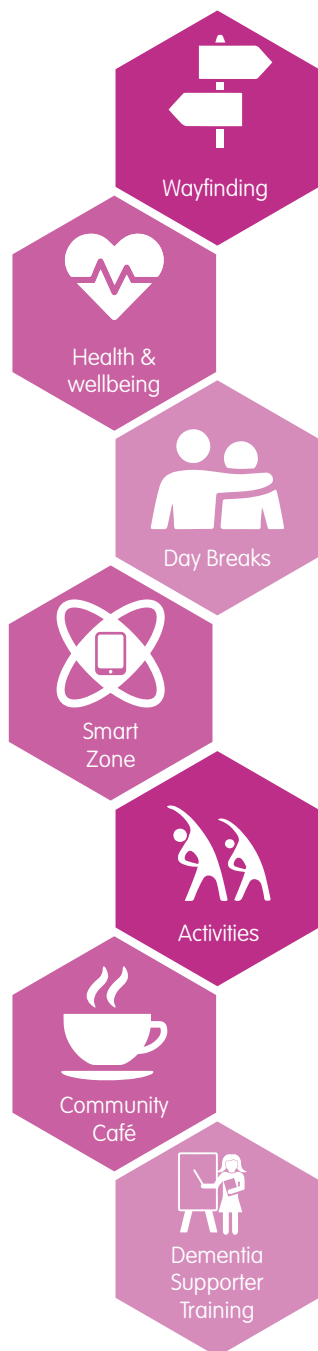 Wayfinding
Health &
wellbeing
Day Breaks
Smart
Zone
Activities
Community
Café
Dementia
Supporter
Training